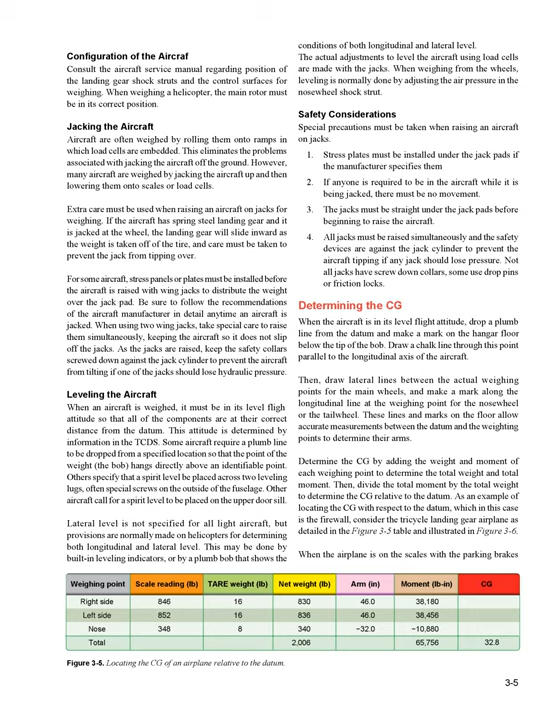 Configuration of the Aircraf
Consult the aircraft service manual regarding position of
the landing gear shock struts and the control surfaces for
weighing. When weighing a helicopter, the main rotor must
be in its correct position.
Jacking the Aircraft
Aircraft are often weighed by rolling them onto ramps in
which load cells are embedded. This eliminates the problems
associated with jacking the aircraft off the ground. However,
many aircraft are weighed by jacking the aircraft up and then
lowering them onto scales or load cells.
Extra care must be used when raising an aircraft on jacks for
weighing. If the aircraft has spring steel landing gear and it
is jacked at the wheel, the landing gear will slide inward as
the weight is taken off of the tire, and care must be taken to
prevent the jack from tipping over.
For some aircraft, stress panels or plates must be installed before
the aircraft is raised with wing jacks to distribute the weight
over the jack pad. Be sure to follow the recommendations
of the aircraft manufacturer in detail anytime an aircraft is
jacked. When using two wing jacks, take special care to raise
them simultaneously, keeping the aircraft so it does not slip
off the jacks. As the jacks are raised, keep the safety collars
screwed down against the jack cylinder to prevent the aircraft
from tilting if one of the jacks should lose hydraulic pressure.
Leveling the Aircraft
When an aircraft is weighed, it must be in its level fligh
attitude so that all of the components are at their correct
distance from the datum. This attitude is determined by
information in the TCDS. Some aircraft require a plumb line
to be dropped from a specified location so that the point of the
weight (the bob) hangs directly above an identifiable point.
Others specify that a spirit level be placed across two leveling
lugs, often special screws on the outside of the fuselage. Other
aircraft call for a spirit level to be placed on the upper door sill.
Lateral level is not specified for all light aircraft, but
provisions are normally made on helicopters for determining
both longitudinal and lateral level. This may be done by
built-in leveling indicators, or by a plumb bob that shows the
conditions of both longitudinal and lateral level.
The actual adjustments to level the aircraft using load cells
are made with the jacks. When weighing from the wheels,
leveling is normally done by adjusting the air pressure in the
nosewheel shock strut.
Safety Considerations
Special precautions must be taken when raising an aircraft
on jacks.
1. Stress plates must be installed under the jack pads if
the manufacturer specifies them
2. If anyone is required to be in the aircraft while it is
being jacked, there must be no movement.
3. The jacks must be straight under the jack pads before
beginning to raise the aircraft.
4. All jacks must be raised simultaneously and the safety
devices are against the jack cylinder to prevent the
aircraft tipping if any jack should lose pressure. Not
all jacks have screw down collars, some use drop pins
or friction locks.
Determining the CG
When the aircraft is in its level flight attitude, drop a plumb
line from the datum and make a mark on the hangar floor
below the tip of the bob. Draw a chalk line through this point
parallel to the longitudinal axis of the aircraft.
Then, draw lateral lines between the actual weighing
points for the main wheels, and make a mark along the
longitudinal line at the weighing point for the nosewheel
or the tailwheel. These lines and marks on the floor allow
accurate measurements between the datum and the weighting
points to determine their arms.
Determine the CG by adding the weight and moment of
each weighing point to determine the total weight and total
moment. Then, divide the total moment by the total weight
to determine the CG relative to the datum. As an example of
locating the CG with respect to the datum, which in this case
is the firewall, consider the tricycle landing gear airplane as
detailed in the Figure 3-5 table and illustrated in Figure 3-6.
When the airplane is on the scales with the parking brakes
Weighing point Scale reading (lb) TARE weight (lb) Net weight (lb) Arm (in) Moment (lb-in) CG
Right side 846 16 830 46.0 38,180
Left side 852 16 836 46.0 38,456
Nose 348 8 340 −32.0 −10,880
Total 2,006 65,756 32.8
Figure 3-5. Locating the CG of an airplane relative to the datum.
3-5